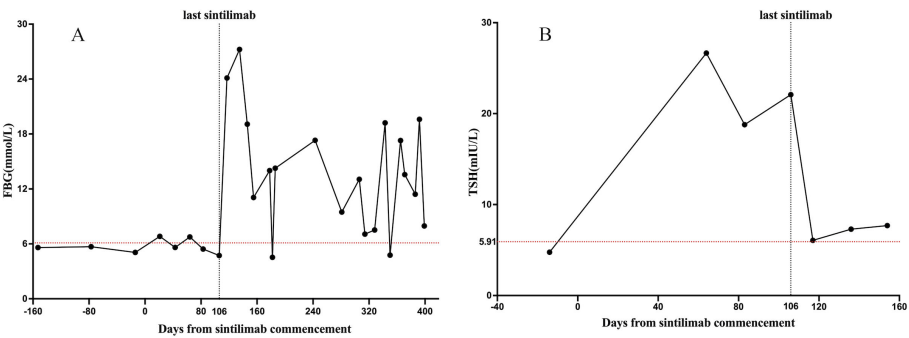 last sintilimab
A
FBG(mmol/L)
30
24
18
12
6
0
-160 -80 0 80 106 160 240 320 400
Days from sintilimab commencement
last sintilimab
B
TSH(mIU/L)
30
20
10
5.91
0
-40 0 40 80 106 120 160
Days from sintilimab commencement